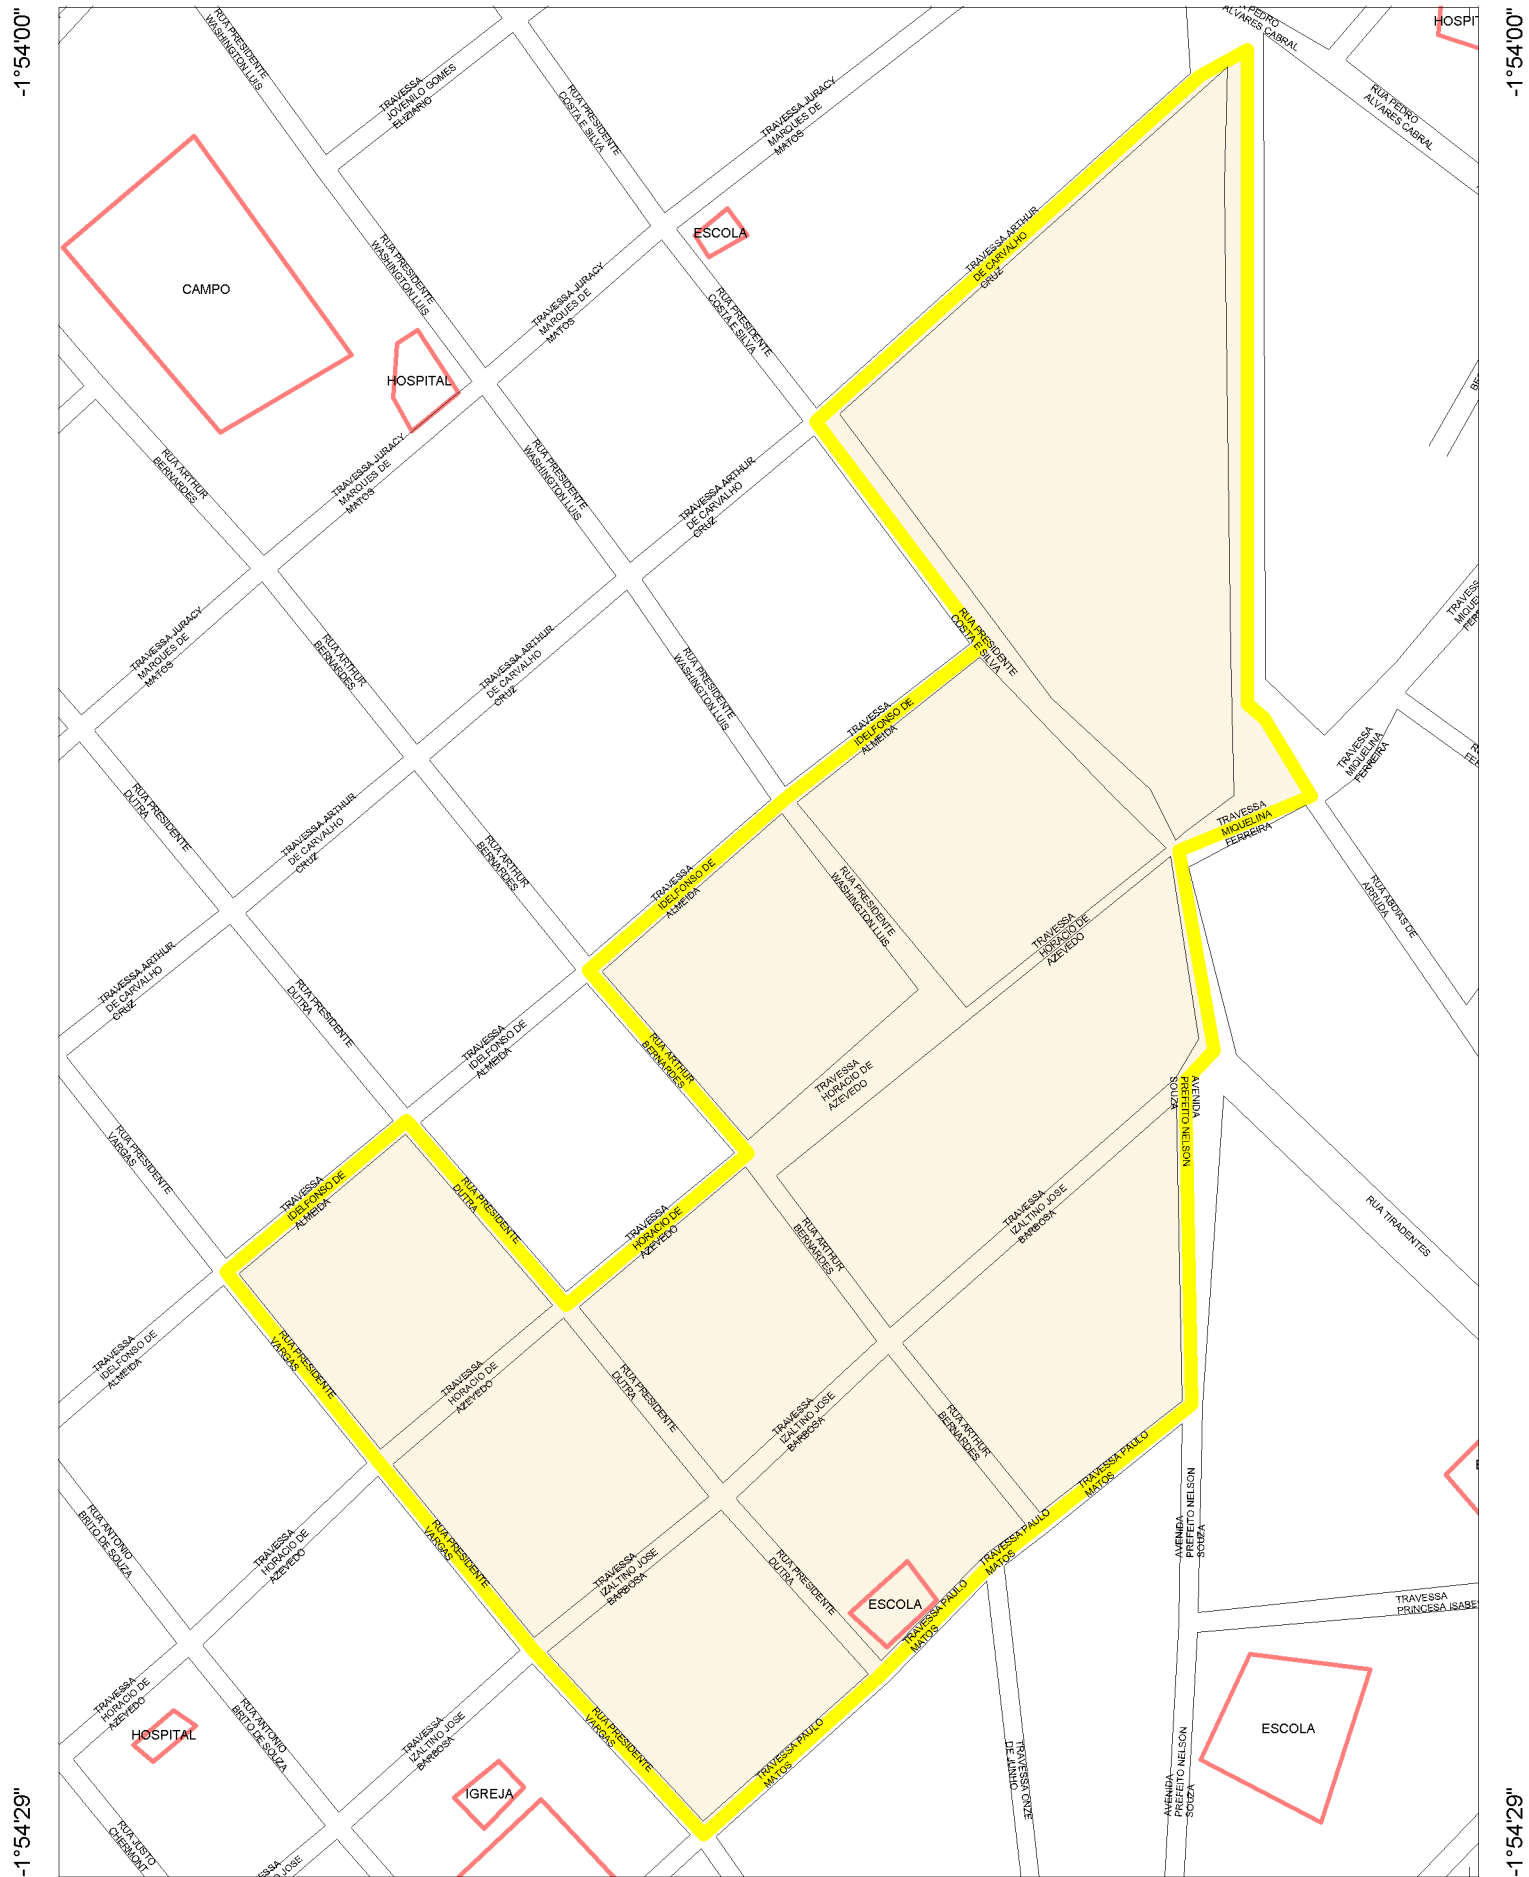 -1°54'00"
-1°54'00"
RUA PRESIDENTE
WASHINGTON LUIS
TRAVESSA
JOVENILO GOMES
ELIZIARIO
RUA PRESIDENTE
COSTA E SILVA
TRAVESSA JURACY
MARQUES DE
MATOS
ALVARES CABRAL
RUA PEDRO
ALVARES CABRAL
CAMPO
RUA PRESIDENTE
WASHINGTON LUIS
ESCOLA
TRAVESSA ARTHUR
DE CARVALHO
CRUZ
TRAVESSA JURACY
MARQUES DE
MATOS
RUA PRESIDENTE
COSTA E SILVA
HOSPITAL
RUA ARTHUR
BERNARDES
TRAVESSA JURACY
MARQUES DE
MATOS
RUA PRESIDENTE
WASHINGTON LUIS
TRAVESSA ARTHUR
DE CARVALHO
CRUZ
TRAVESSA JURACY
MARQUES DE
MATOS
RUA ARTHUR
BERNARDES
TRAVESSA ARTHUR
DE CARVALHO
CRUZ
RUA PRESIDENTE
WASHINGTON LUIS
RUA PRESIDENTE
COSTA E SILVA
TRAVESSA
IDELFONSO DE
ALMEIDA
TRAVESSA
MIQUELINA
FERREIRA
RUA PRESIDENTE
DUTRA
TRAVESSA ARTHUR
DE CARVALHO
CRUZ
RUA ARTHUR
BERNARDES
TRAVESSA
IDELFONSO DE
ALMEIDA
TRAVESSA
MIQUELINA
FERREIRA
RUA PRESIDENTE
WASHINGTON LUIS
RUA ABDIAS DE
ARRUDA
TRAVESSA ARTHUR
DE CARVALHO
CRUZ
RUA PRESIDENTE
DUTRA
TRAVESSA
HORACIO DE
AZEVEDO
TRAVESSA
IDELFONSO DE
ALMEIDA
RUA ARTHUR
BERNARDES
TRAVESSA
HORACIO DE
AZEVEDO
AVENIDA
PREFEITO NELSON
SOUZA
RUA PRESIDENTE
VARGAS
TRAVESSA
IDELFONSO DE
ALMEIDA
RUA PRESIDENTE
DUTRA
TRAVESSA
HORACIO DE
AZEVEDO
RUA ARTHUR
BERNARDES
TRAVESSA
IZALTINO JOSE
BARBOSA
RUA TIRADENTES
TRAVESSA
IDELFONSO DE
ALMEIDA
RUA PRESIDENTE
VARGAS
TRAVESSA
HORACIO DE
AZEVEDO
RUA PRESIDENTE
DUTRA
TRAVESSA
IZALTINO JOSE
BARBOSA
RUA ARTHUR
BERNARDES
TRAVESSA PAULO
MATOS
RUA ANTONIO
BRITO DE SOUZA
TRAVESSA
HORACIO DE
AZEVEDO
RUA PRESIDENTE
VARGAS
TRAVESSA
IZALTINO JOSE
BARBOSA
RUA PRESIDENTE
DUTRA
TRAVESSA PAULO
MATOS
AVENIDA
PREFEITO NELSON
SOUZA
ESCOLA
TRAVESSA PAULO
MATOS
TRAVESSA
TRAVESSA
HORACIO DE
AZEVEDO
HOSPITAL
RUA ANTONIO
BRITO DE SOUZA
TRAVESSA
IZALTINO JOSE
BARBOSA
RUA PRESIDENTE
VARGAS
TRAVESSA PAULO
MATOS
ESCOLA
IGREJA
TRAVESSA ONZE
DE JUNHO
AVENIDA
PREFEITO NELSON
SOUZA
RUA JUSTO
CHERMONT
-1°54'29"
-1°54'29"